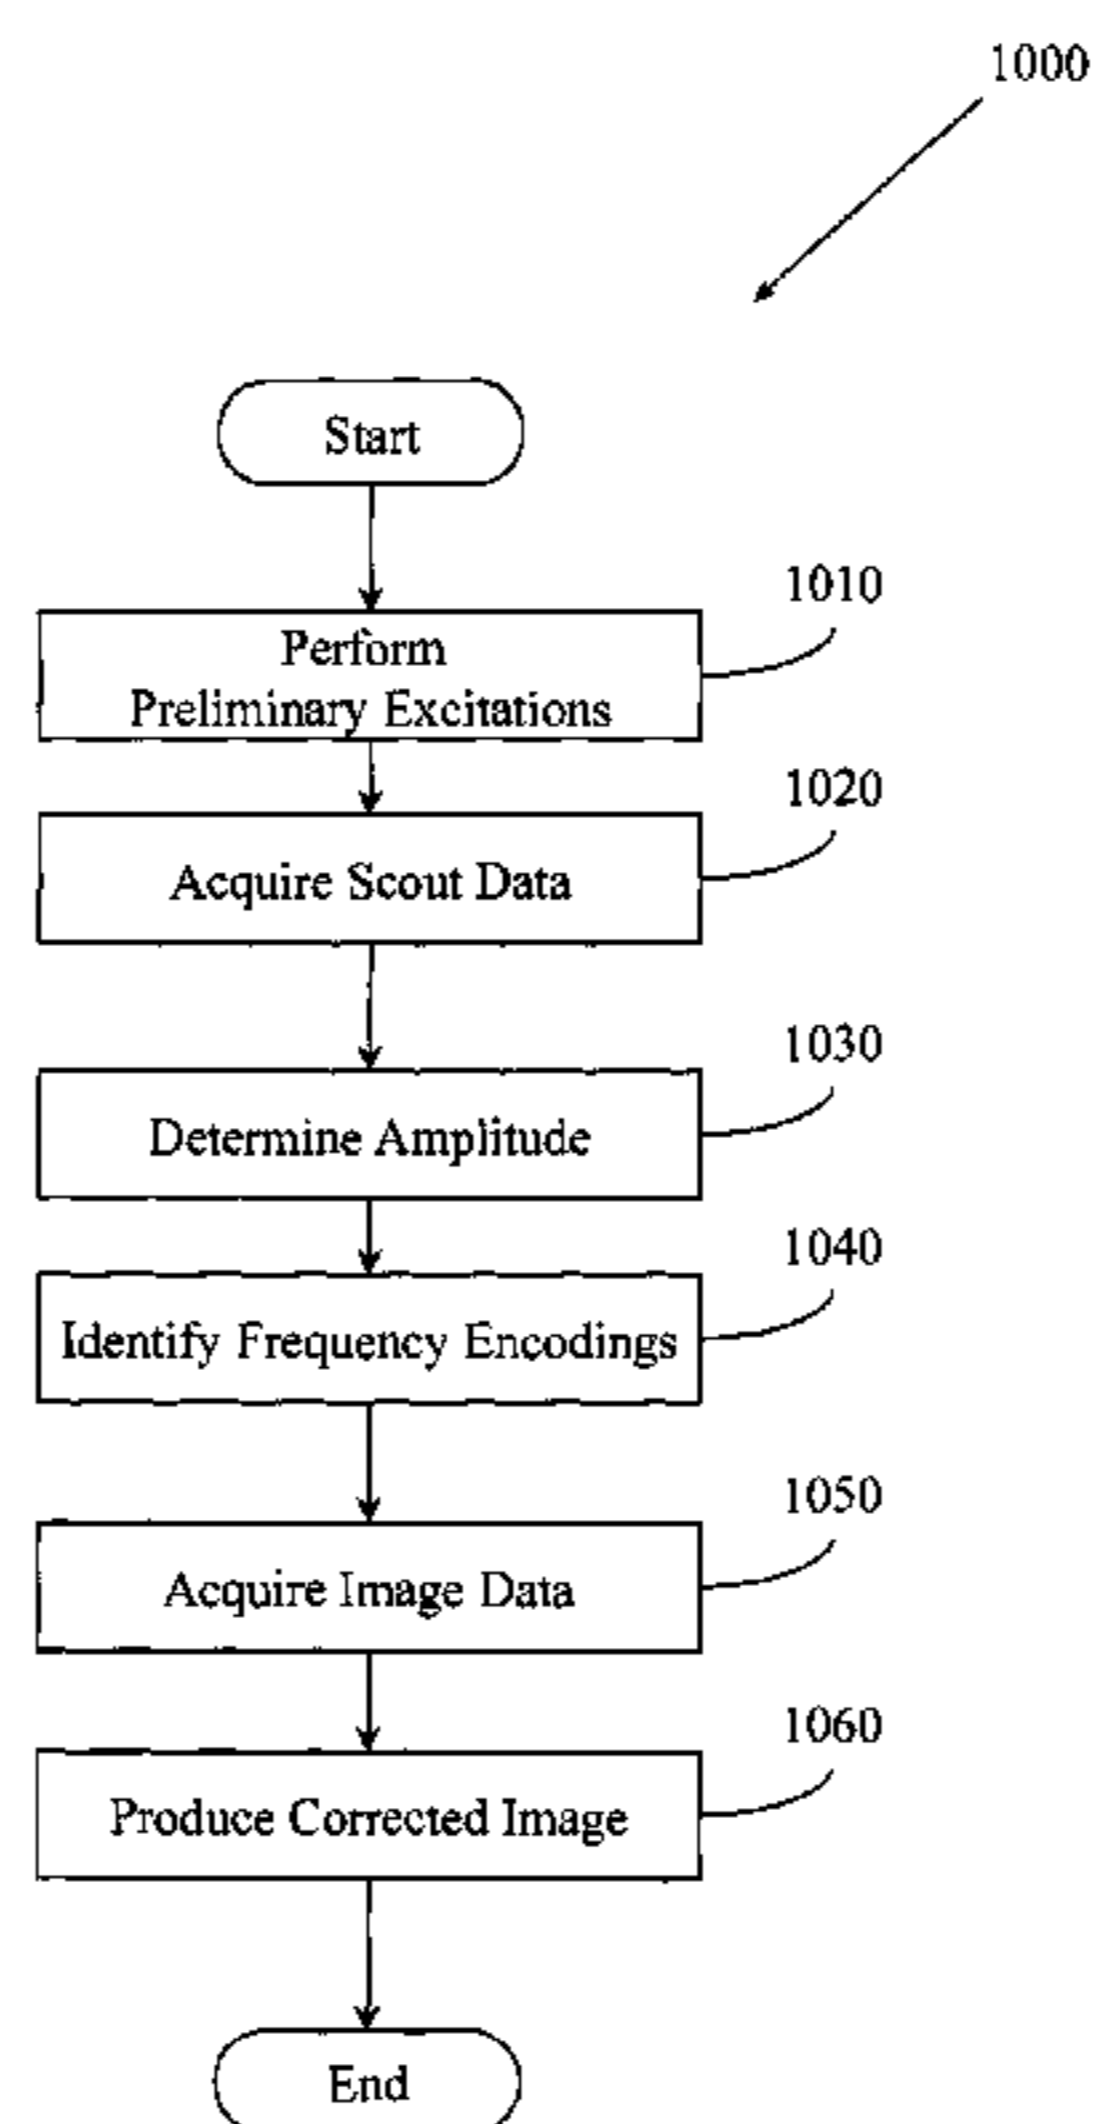 1000
Start
1010
Perform
Preliminary Excitations
1020
Acquire Scout Data
1030
Determine Amplitude
1040
Identify Frequency Encodings
1050
Acquire Image Data
1060
Produce Corrected Image
End